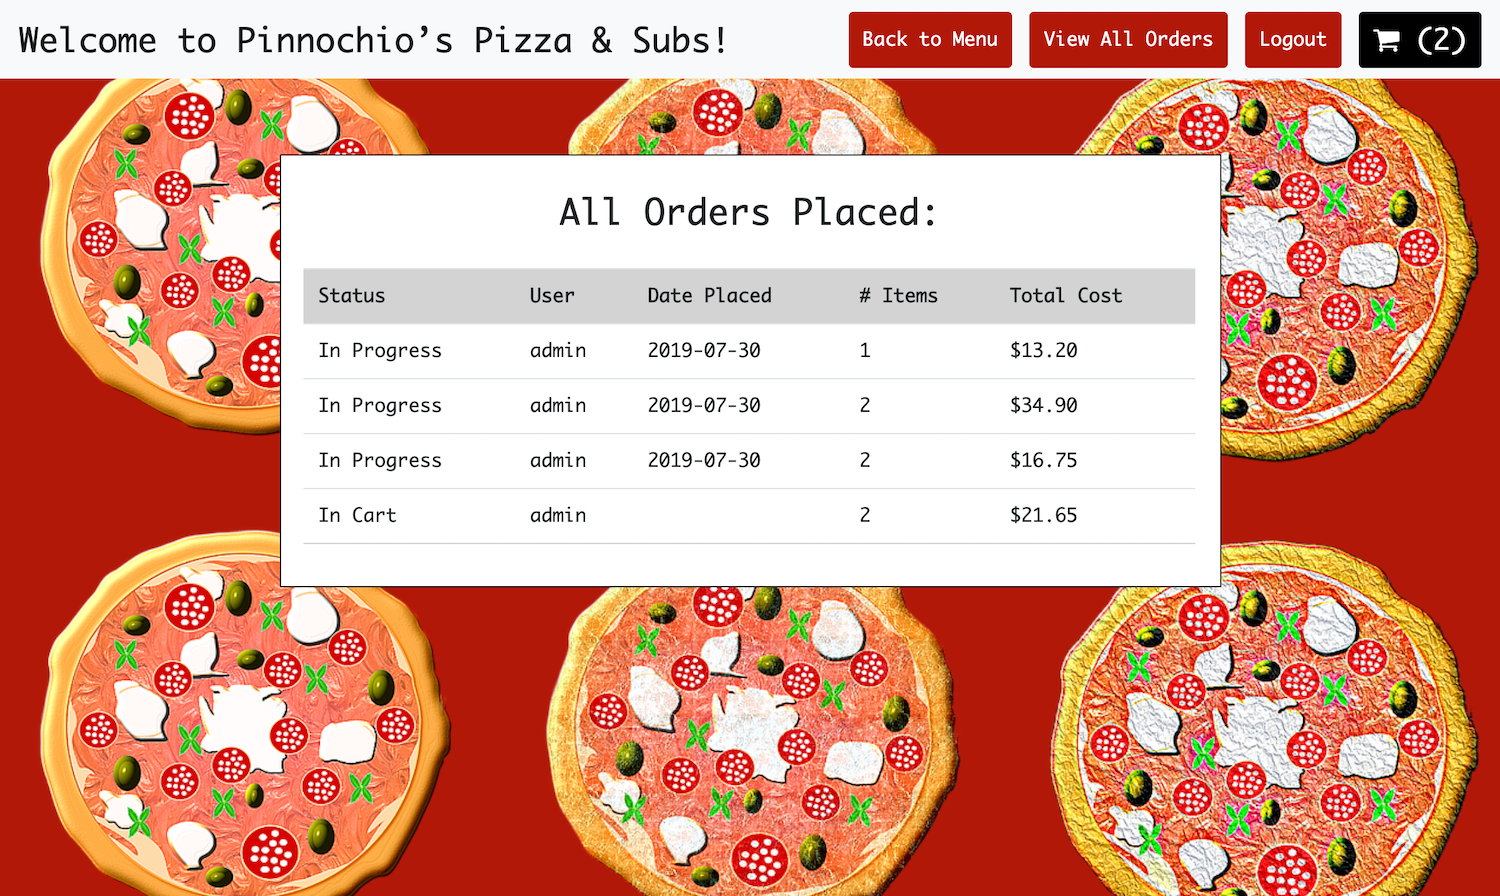 Welcome to Pinnochio’s Pizza & Subs!
Back to Menu
View All Orders
Logout
(2)
All Orders Placed:
Status User Date Placed # Items Total Cost
In Progress admin 2019-07-30 1 $13.20
In Progress admin 2019-07-30 2 $34.90
In Progress admin 2019-07-30 2 $16.75
In Cart admin 2 $21.65